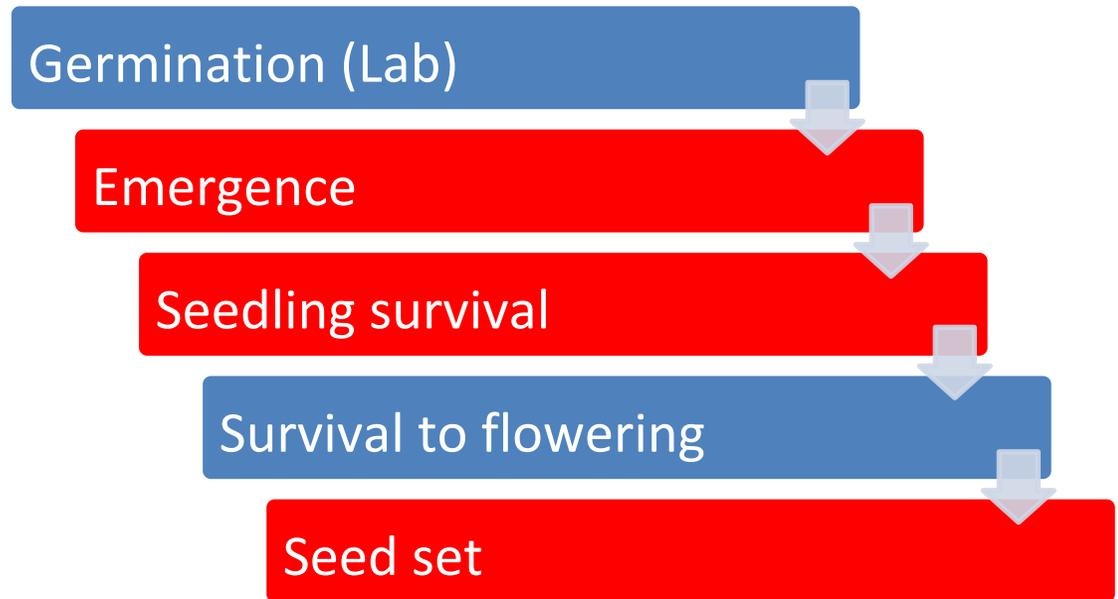 Germination (Lab)
Emergence
Seedling survival
Survival to flowering
Seed set